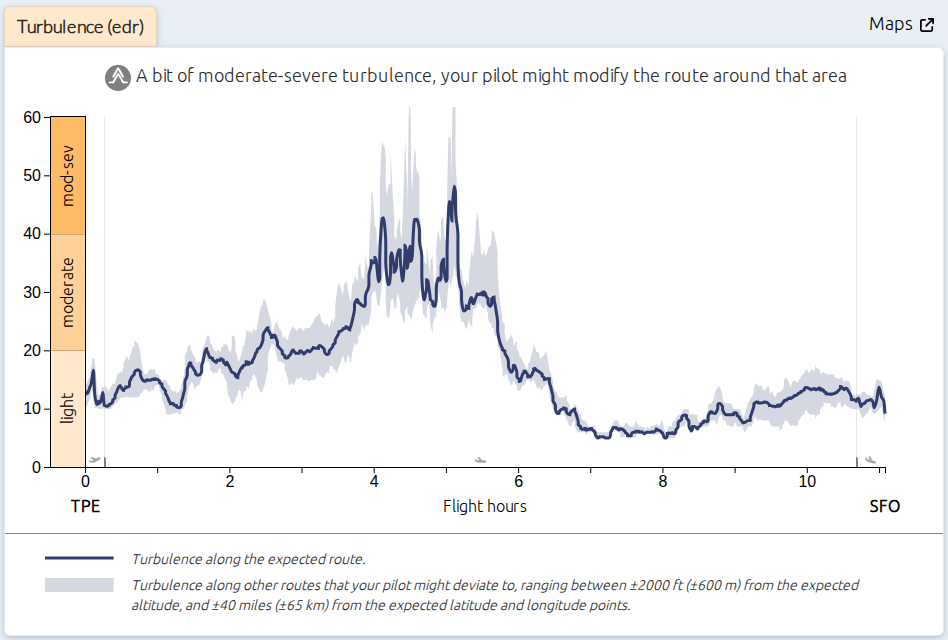 Turbulence (edr)
Maps
A bit of moderate-severe turbulence, your pilot might modify the route around that area
60
50
40
30
20
10
0
mod-sev
moderate
light
0
2
4
6
8
10
TPE
Flight hours
SFO
Turbulence along the expected route.
Turbulence along other routes that your pilot might deviate to, ranging between ±2000 ft (±600 m) from the expected
altitude, and ±40 miles (±65 km) from the expected latitude and longitude points.